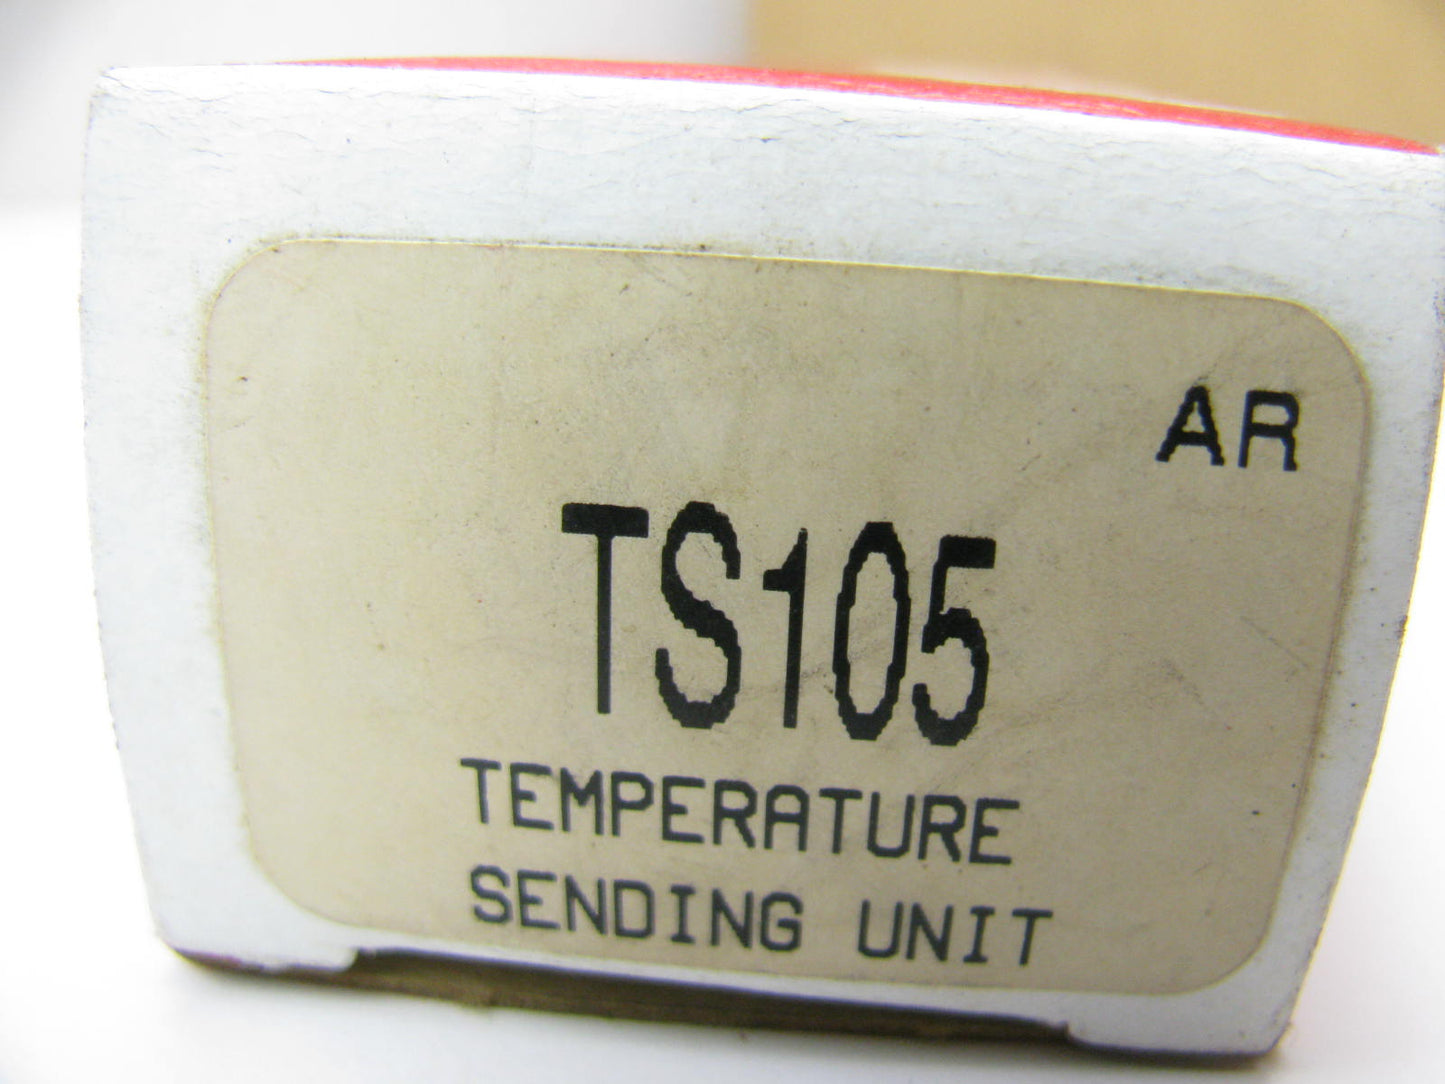 AR
TS105
TEMPERATURE
SENDING UNIT